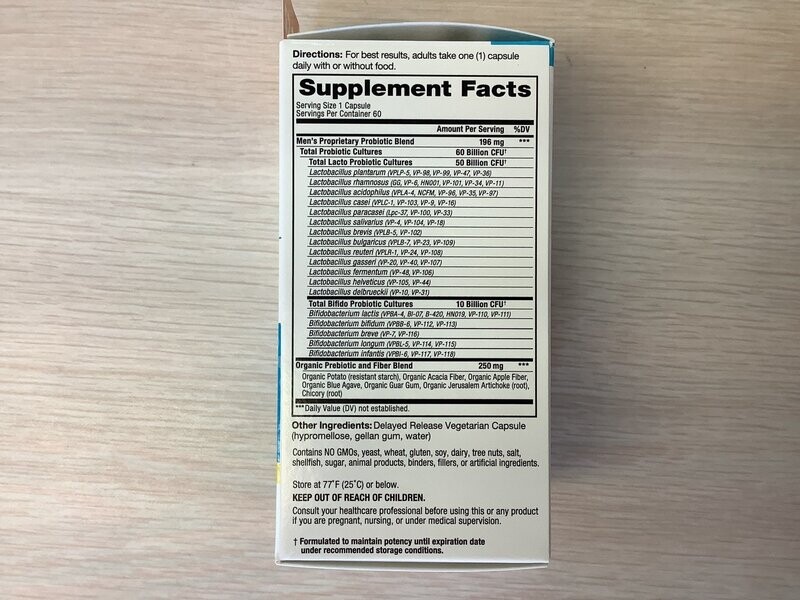 Directions: For best results, adults take one (1) capsule
daily with or without food.
Supplement Facts
Serving Size 1 Capsule
Servings Per Container 60
Amount Per Serving %DV
Men's Proprietary Probiotic Blend 196 mg ***
Total Probiotic Cultures 60 Billion CFU†
Total Lacto Probiotic Cultures 50 Billion CFU†
Lactobacillus plantarum (VPLP-5, VP-98, VP-99, VP-47, VP-36)
Lactobacillus rhamnosus (GG, VP-6, HN001, VP-101, VP-34, VP-11)
Lactobacillus acidophilus (VPLA-4, NCFM, VP-96, VP-35, VP-97)
Lactobacillus casei (VPLC-1, VP-103, VP-9, VP-16)
Lactobacillus paracasei (Lpc-37, VP-100, VP-33)
Lactobacillus salivarius (VP-4, VP-104, VP-18)
Lactobacillus brevis (VPLB-5, VP-102)
Lactobacillus bulgaricus (VPLB-7, VP-23, VP-109)
Lactobacillus reuteri (VPLR-1, VP-24, VP-108)
Lactobacillus gasseri (VP-20, VP-40, VP-107)
Lactobacillus fermentum (VP-48, VP-106)
Lactobacillus helveticus (VP-105, VP-44)
Lactobacillus delbrueckii (VP-10, VP-31)
Total Bifido Probiotic Cultures 10 Billion CFU†
Bifidobacterium lactis (VPBA-4, BI-07, B-420, HN019, VP-110, VP-111)
Bifidobacterium bifidum (VPBB-6, VP-112, VP-113)
Bifidobacterium breve (VP-7, VP-116)
Bifidobacterium longum (VPBL-5, VP-114, VP-115)
Bifidobacterium infantis (VPBI-6, VP-117, VP-118)
Organic Prebiotic and Fiber Blend 250 mg ***
Organic Potato (resistant starch), Organic Acacia Fiber, Organic Apple Fiber,
Organic Blue Agave, Organic Guar Gum, Organic Jerusalem Artichoke (root),
Chicory (root)
***Daily Value (DV) not established.
Other Ingredients: Delayed Release Vegetarian Capsule
(hypromellose, gellan gum, water)
Contains NO GMOs, yeast, wheat, gluten, soy, dairy, tree nuts, salt,
shellfish, sugar, animal products, binders, fillers, or artificial ingredients.
Store at 77˚F (25˚C) or below.
KEEP OUT OF REACH OF CHILDREN.
Consult your healthcare professional before using this or any product
if you are pregnant, nursing, or under medical supervision.
† Formulated to maintain potency until expiration date
under recommended storage conditions.